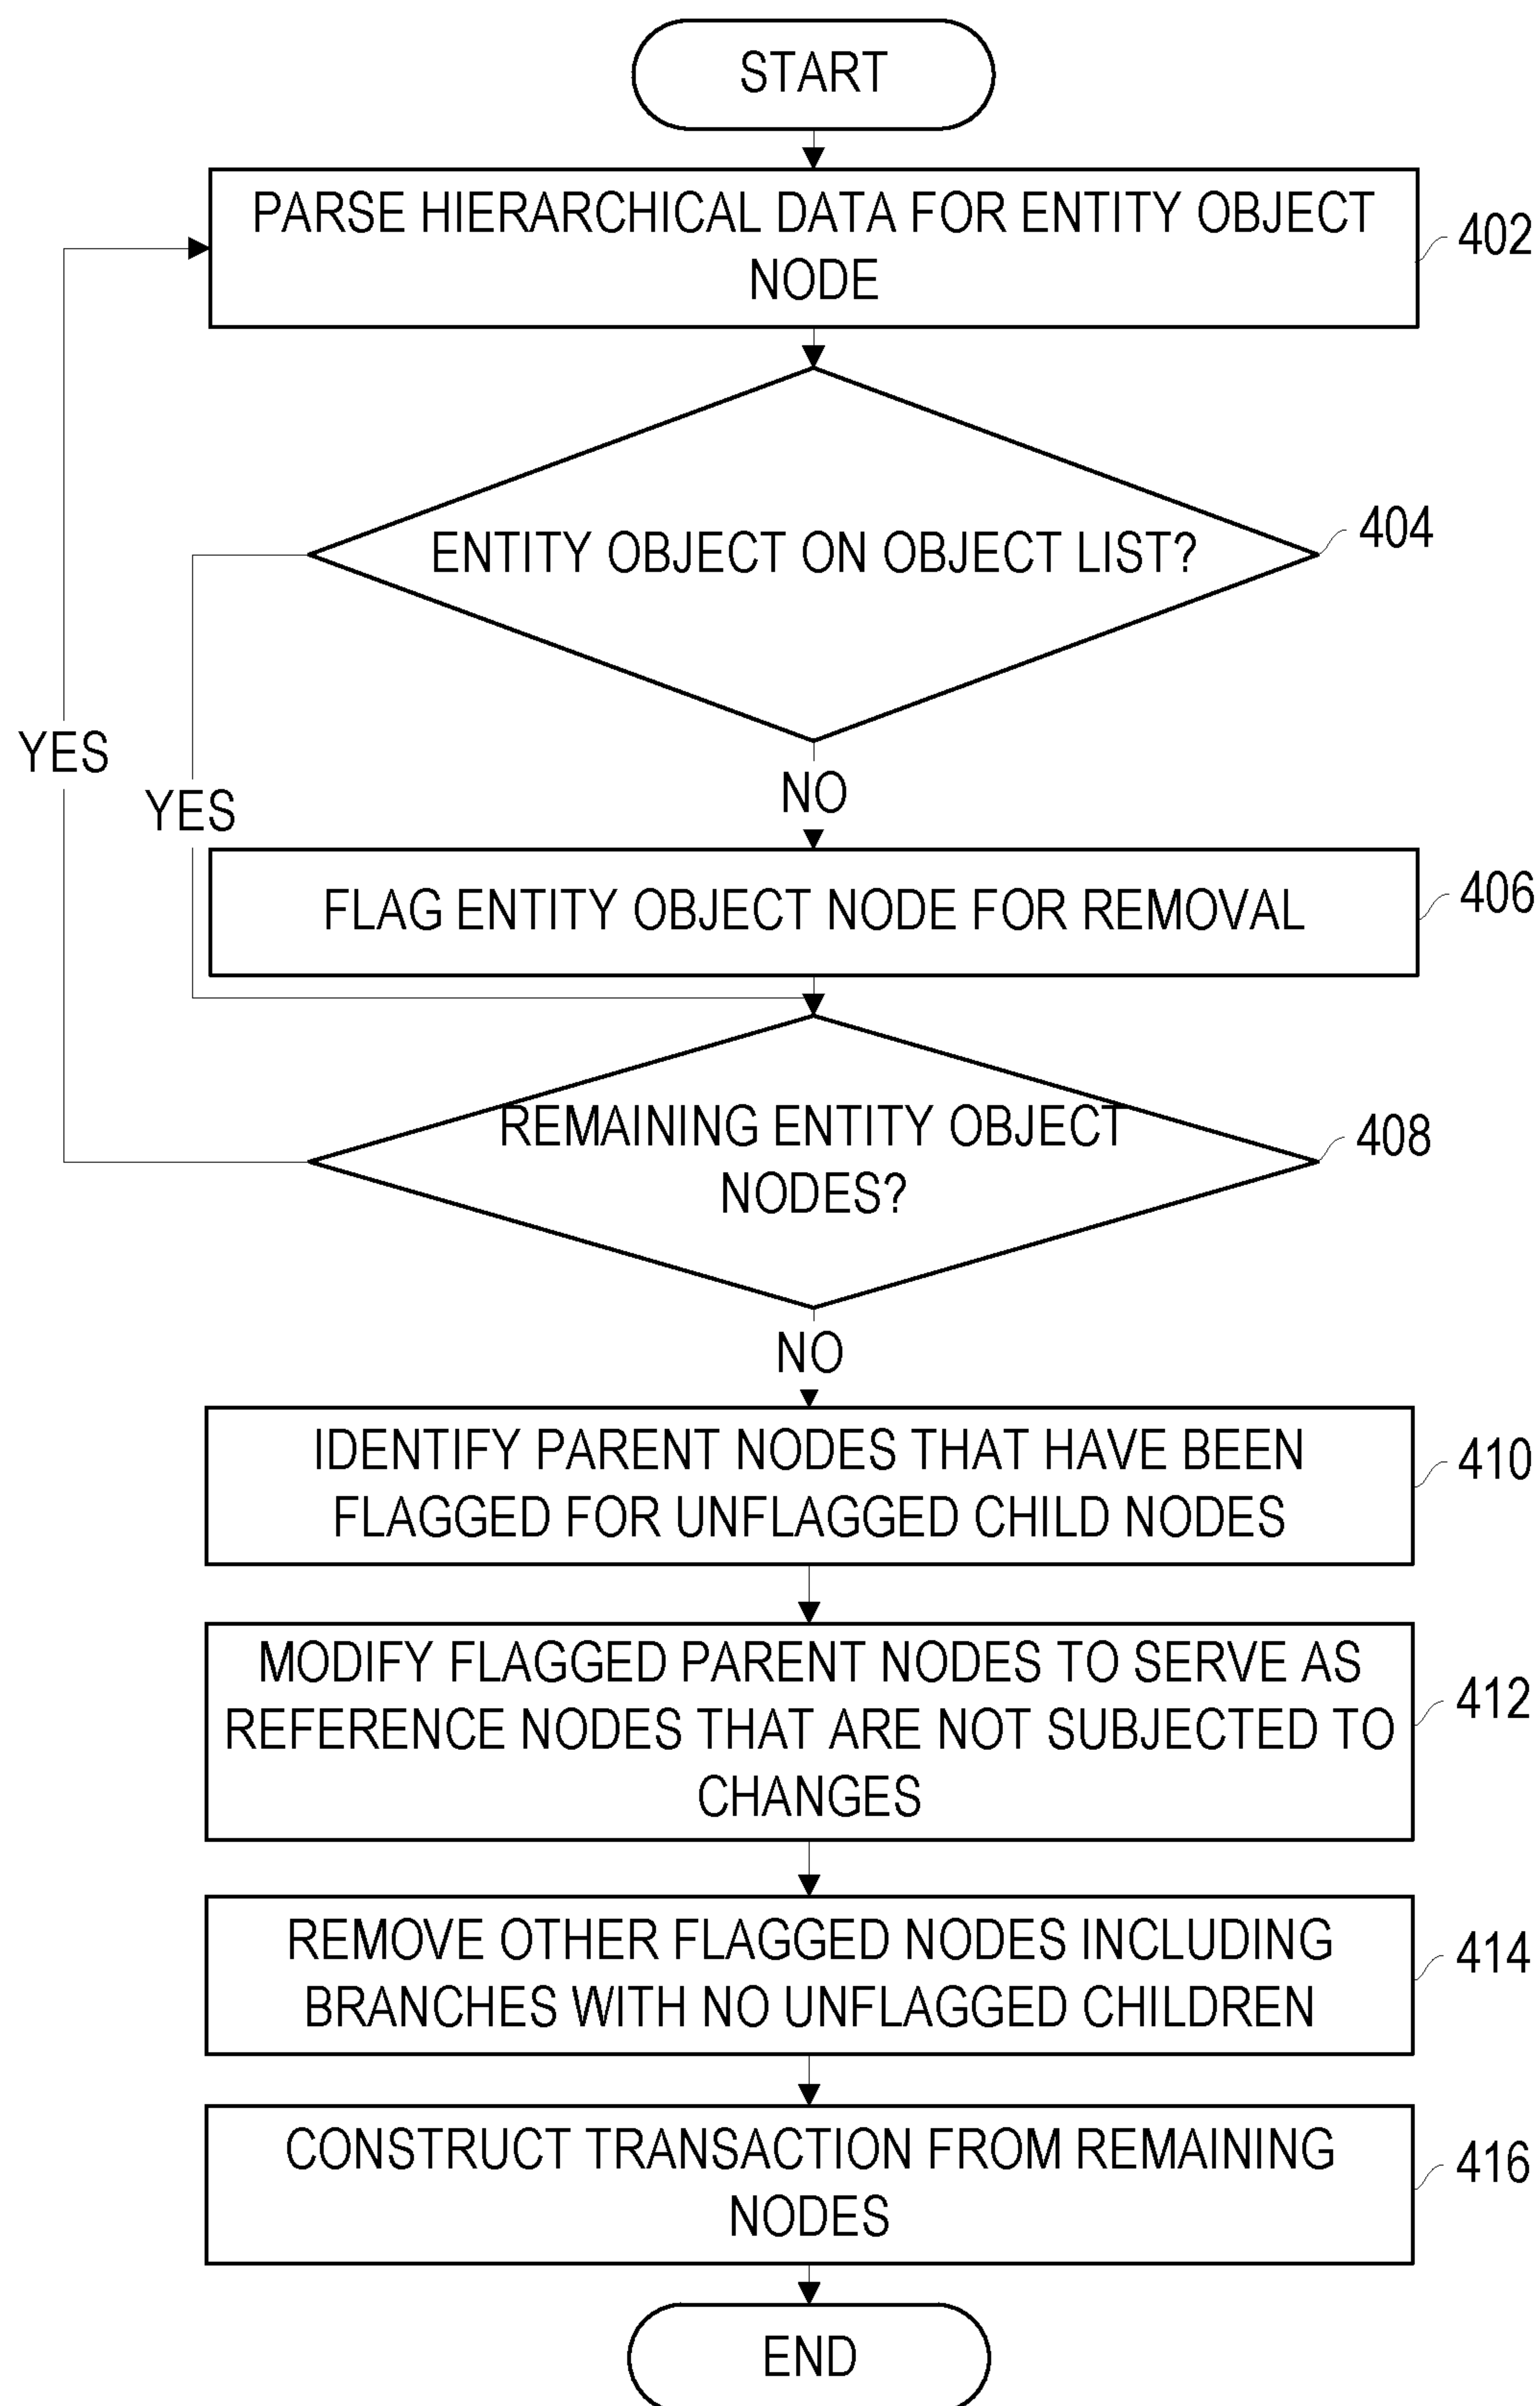 START
PARSE HIERARCHICAL DATA FOR ENTITY OBJECT
NODE
402
ENTITY OBJECT ON OBJECT LIST?
404
YES
YES
NO
FLAG ENTITY OBJECT NODE FOR REMOVAL
406
REMAINING ENTITY OBJECT
NODES?
408
NO
IDENTIFY PARENT NODES THAT HAVE BEEN
FLAGGED FOR UNFLAGGED CHILD NODES
410
MODIFY FLAGGED PARENT NODES TO SERVE AS
REFERENCE NODES THAT ARE NOT SUBJECTED TO
CHANGES
412
REMOVE OTHER FLAGGED NODES INCLUDING
BRANCHES WITH NO UNFLAGGED CHILDREN
414
CONSTRUCT TRANSACTION FROM REMAINING
NODES
416
END